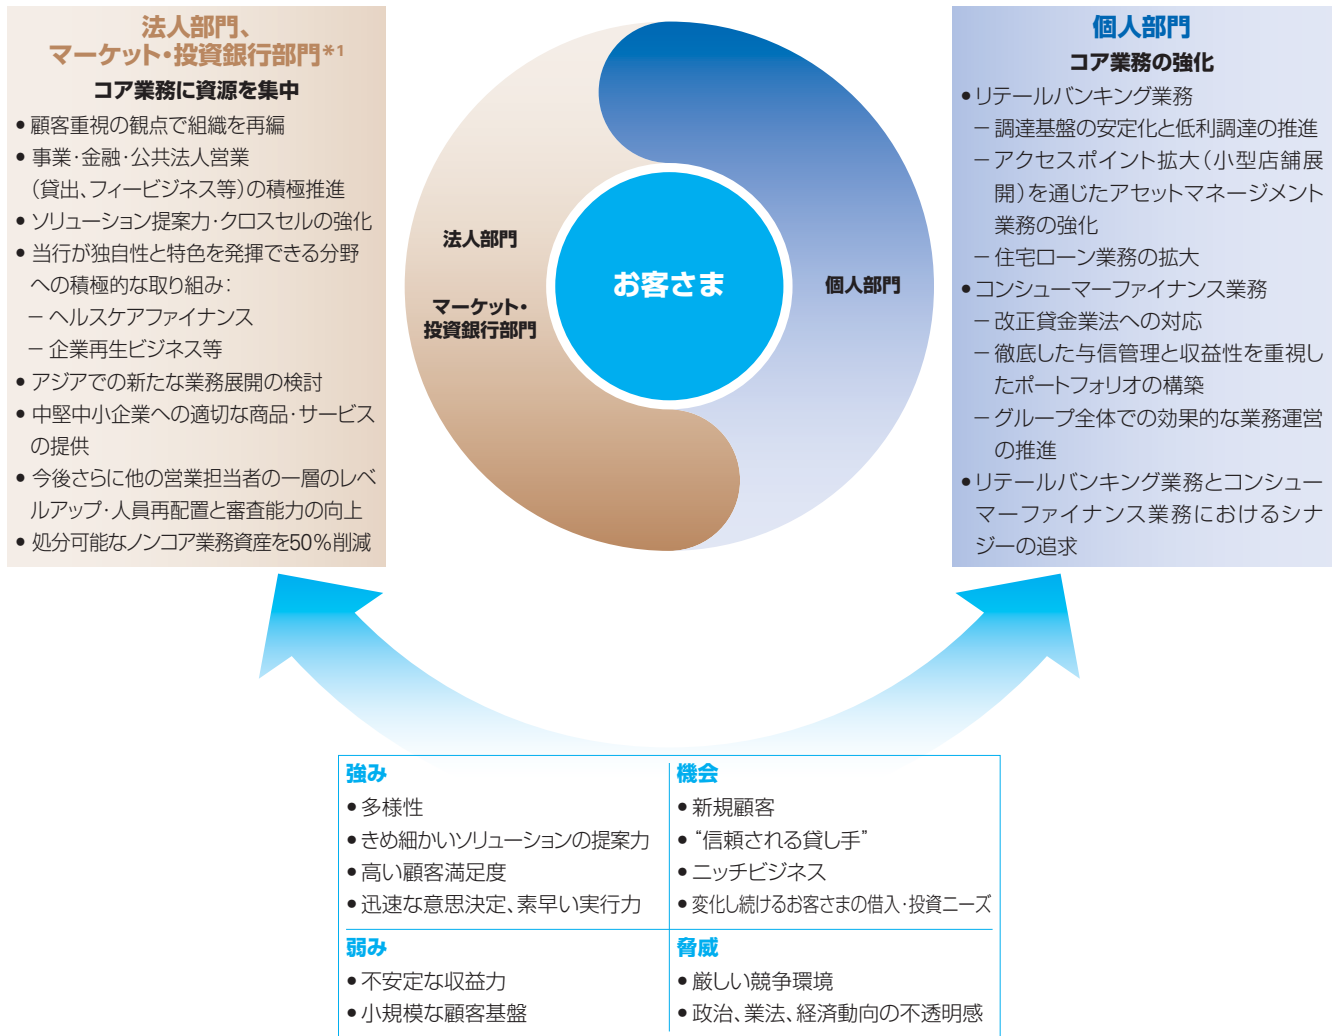 法人部門、
マーケット・投資銀行部門*1
コア業務に資源を集中
• 顧客重視の観点で組織を再編
• 事業・金融・公共法人営業
(貸出、フィービジネス等)の積極推進
• ソリューション提案力・クロスセルの強化
• 当行が独自性と特色を発揮できる分野
への積極的な取り組み:
− ヘルスケアファイナンス
− 企業再生ビジネス等
• アジアでの新たな業務展開の検討
• 中堅中小企業への適切な商品・サービス
の提供
• 今後さらに他の営業担当者の一層のレベ
ルアップ・人員再配置と審査能力の向上
• 処分可能なノンコア業務資産を50%削減
法人部門
マーケット・
投資銀行部門
お客さま
個人部門
個人部門
コア業務の強化
• リテールバンキング業務
− 調達基盤の安定化と低利調達の推進
− アクセスポイント拡大(小型店舗展
開)を通じたアセットマネージメント
業務の強化
− 住宅ローン業務の拡大
• コンシューマーファイナンス業務
− 改正貸金業法への対応
− 徹底した与信管理と収益性を重視し
たポートフォリオの構築
− グループ全体での効果的な業務運営
の推進
• リテールバンキング業務とコンシュー
マーファイナンス業務におけるシナ
ジーの追求
強み
• 多様性
• きめ細かいソリューションの提案力
• 高い顧客満足度
• 迅速な意思決定、素早い実行力
機会
• 新規顧客
• “信頼される貸し手”
• ニッチビジネス
• 変化し続けるお客さまの借入・投資ニーズ
弱み
• 不安定な収益力
• 小規模な顧客基盤
脅威
• 厳しい競争環境
• 政治、業法、経済動向の不透明感